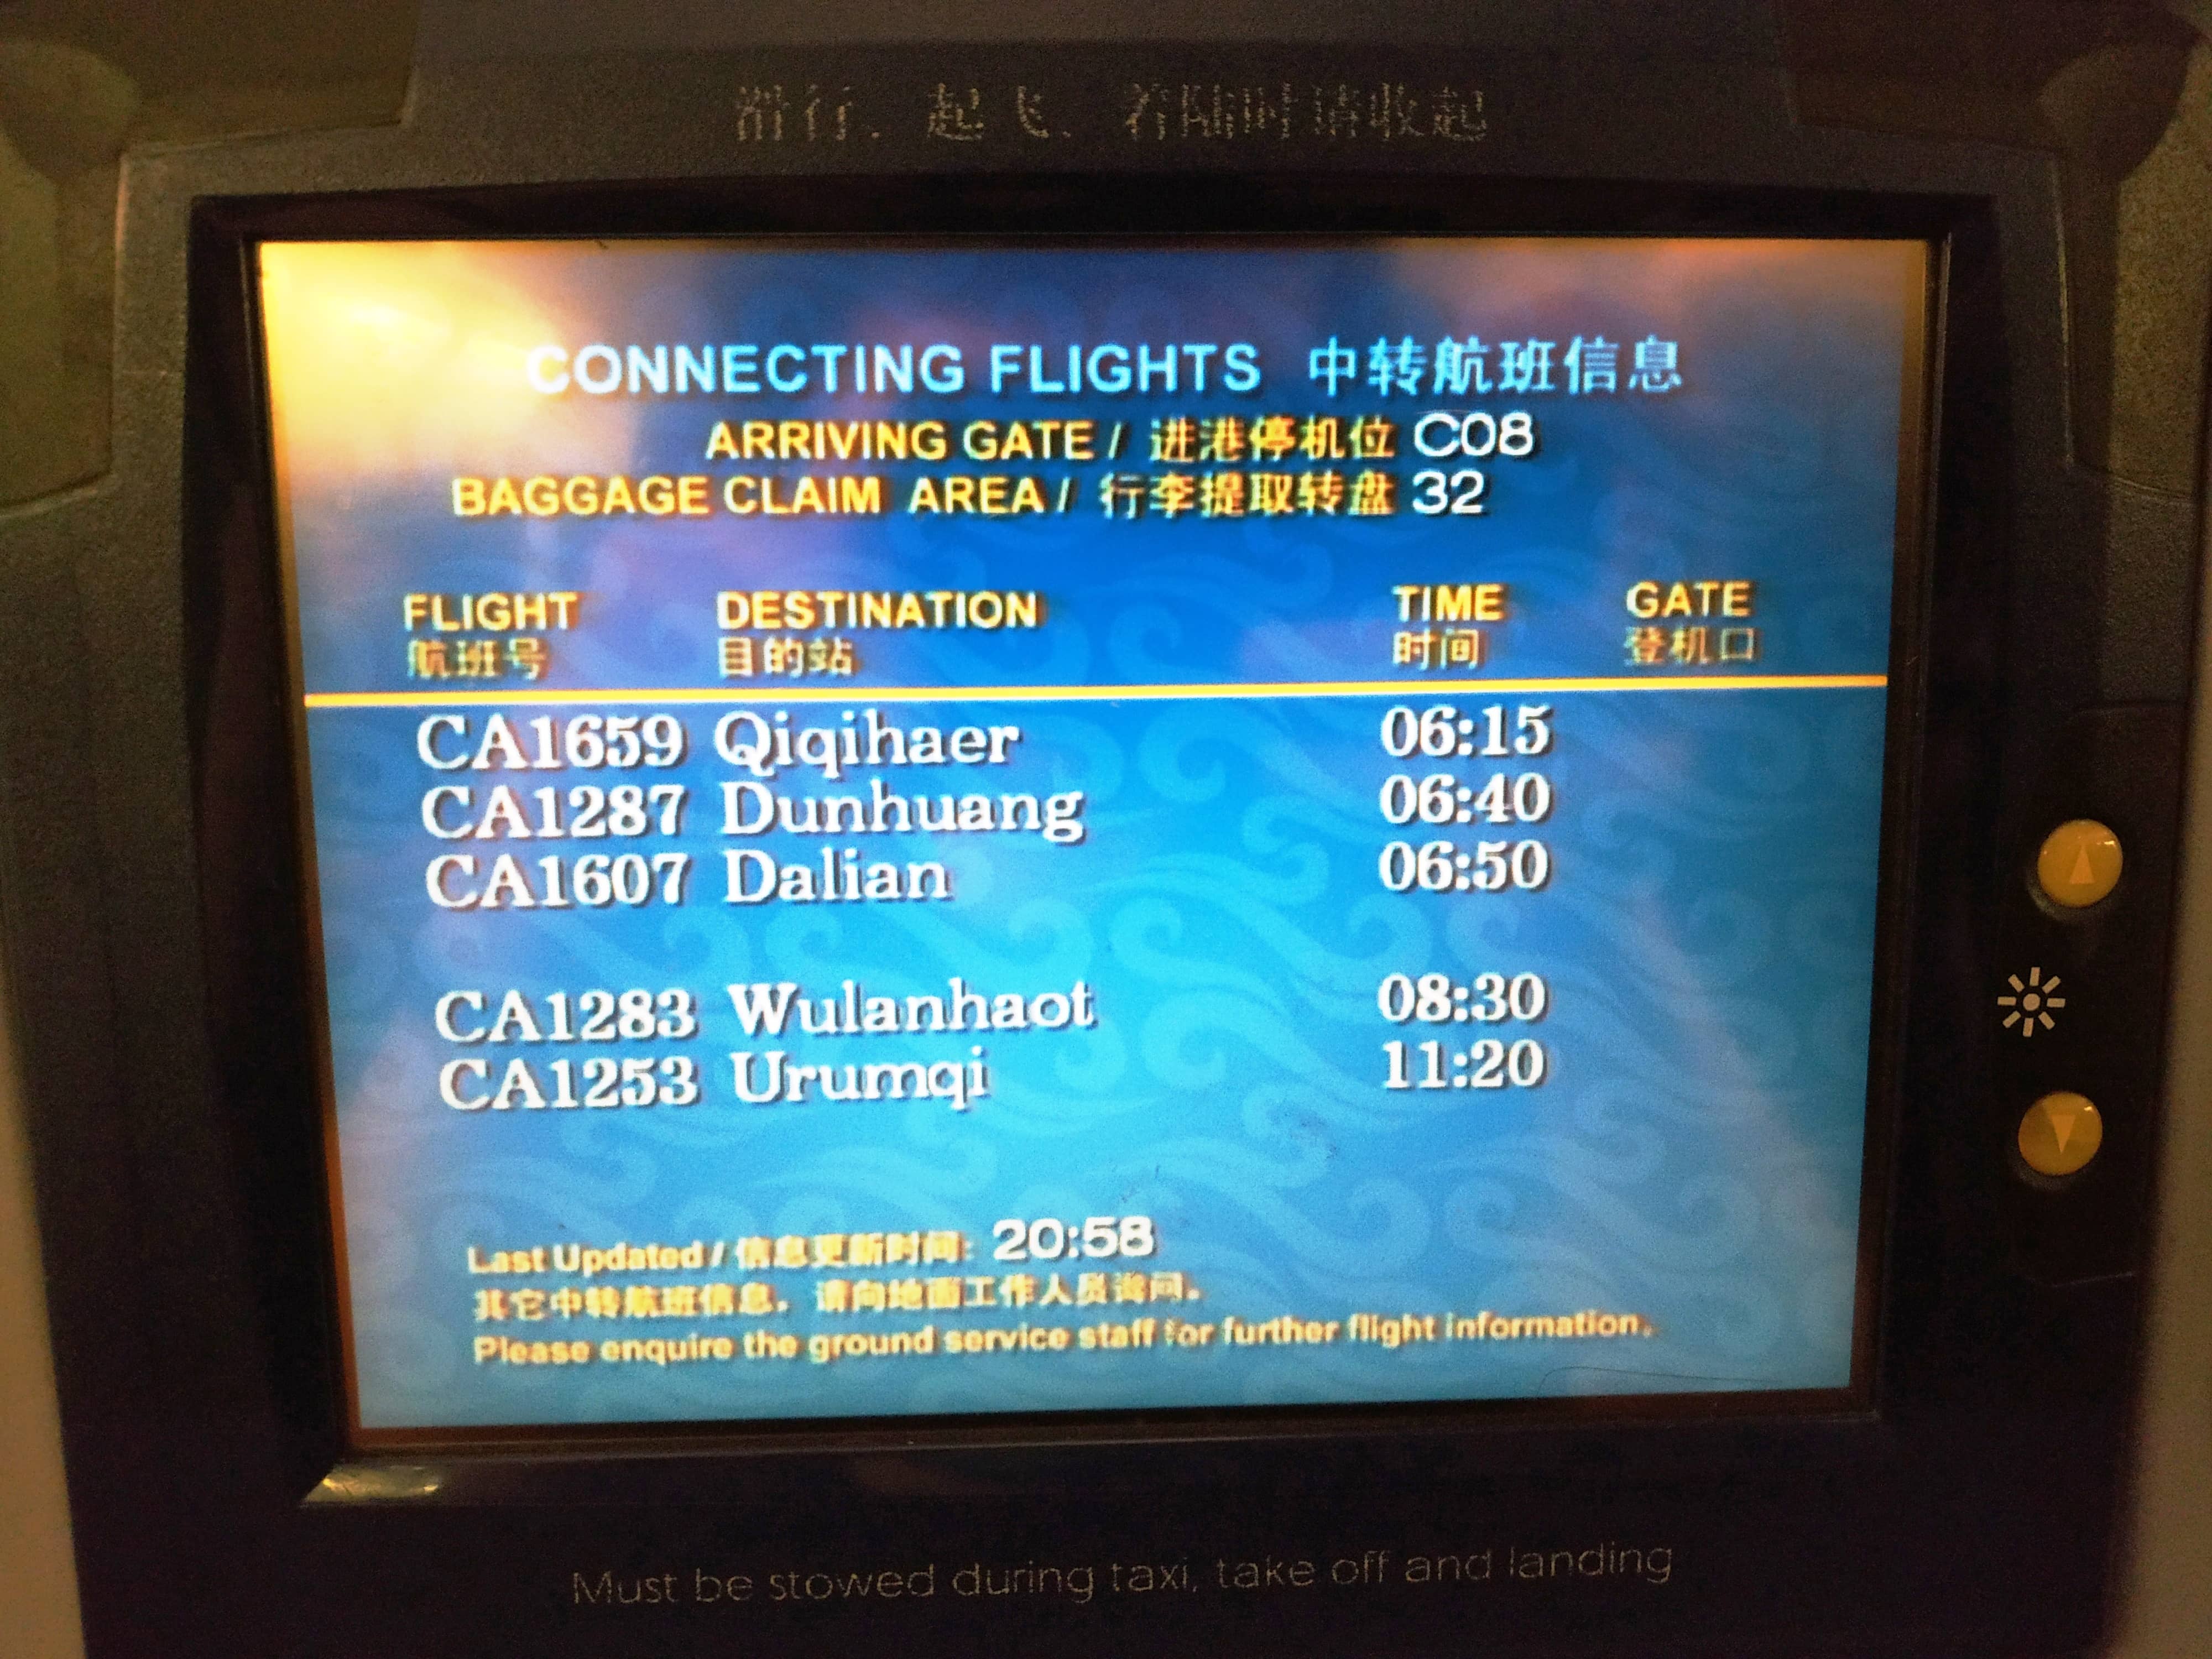 滑行、起飞、着陆时请收起
CONNECTING FLIGHTS 中转航班信息
ARRIVING GATE / 进港停机位 C08
BAGGAGE CLAIM AREA / 行李提取转盘 32
FLIGHT DESTINATION TIME GATE
航班号 目的站 时间 登机口
CA1659 Qiqihaer 06:15
CA1287 Dunhuang 06:40
CA1607 Dalian 06:50
CA1283 Wulanhaot 08:30
CA1253 Urumqi 11:20
Last Updated / 信息更新时间: 20:58
其它中转航班信息，请向地面工作人员询问。
Please enquire the ground service staff for further flight information.
Must be stowed during taxi, take off and landing